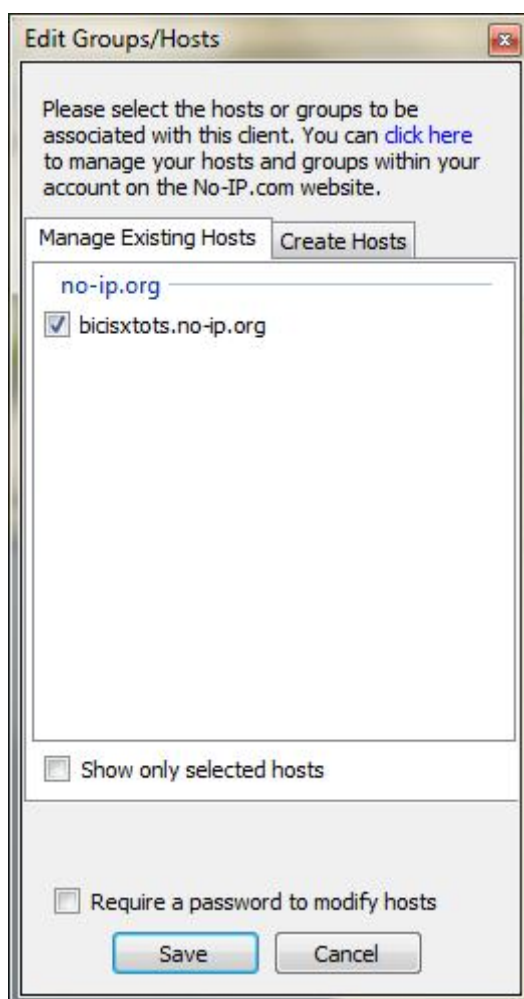 Edit Groups/Hosts
Please select the hosts or groups to be
associated with this client. You can click here
to manage your hosts and groups within your
account on the No-IP.com website.
Manage Existing Hosts Create Hosts
no-ip.org
bicisxtots.no-ip.org
Show only selected hosts
Require a password to modify hosts
Save Cancel